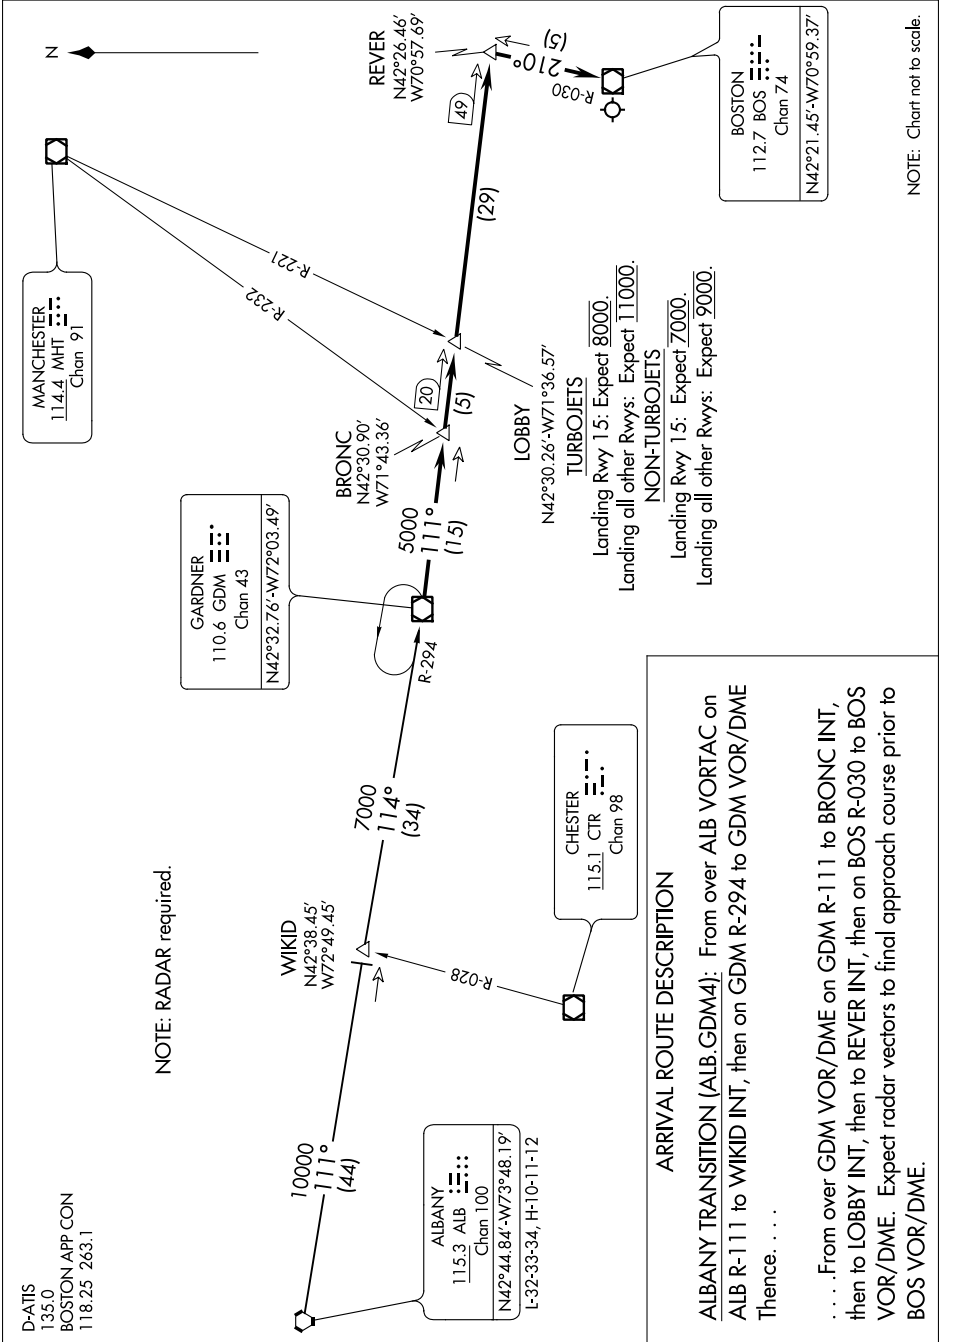 D-ATIS
135.0
BOSTON APP CON
118.25 263.1
NOTE: RADAR required.
ALBANY
115.3 ALB
Chan 100
N42°44.84'-W73°48.19'
L-32-33-34, H-10-11-12
10000
111°
(44)
WIKID
N42°38.45'
W72°49.45'
R-028
CHESTER
115.1 CTR
Chan 98
7000
114°
(34)
R-294
GARDNER
110.6 GDM
Chan 43
N42°32.76'-W72°03.49'
5000
111°
(15)
BRONC
N42°30.90'
W71°43.36'
20
(5)
MANCHESTER
114.4 MHT
Chan 91
R-232
R-221
LOBBY
N42°30.26'-W71°36.57'
TURBOJETS
Landing Rwy 15: Expect 8000.
Landing all other Rwys: Expect 11000.
NON-TURBOJETS
Landing Rwy 15: Expect 7000.
Landing all other Rwys: Expect 9000.
(29)
49
REVER
N42°26.46'
W70°57.69'
N
210°
(5)
R-030
BOSTON
112.7 BOS
Chan 74
N42°21.45'-W70°59.37'
NOTE: Chart not to scale.
ARRIVAL ROUTE DESCRIPTION
ALBANY TRANSITION (ALB.GDM4): From over ALB VORTAC on
ALB R-111 to WIKID INT, then on GDM R-294 to GDM VOR/DME
Thence. . . .
. . . .From over GDM VOR/DME on GDM R-111 to BRONC INT,
then to LOBBY INT, then to REVER INT, then on BOS R-030 to BOS
VOR/DME. Expect radar vectors to final approach course prior to
BOS VOR/DME.